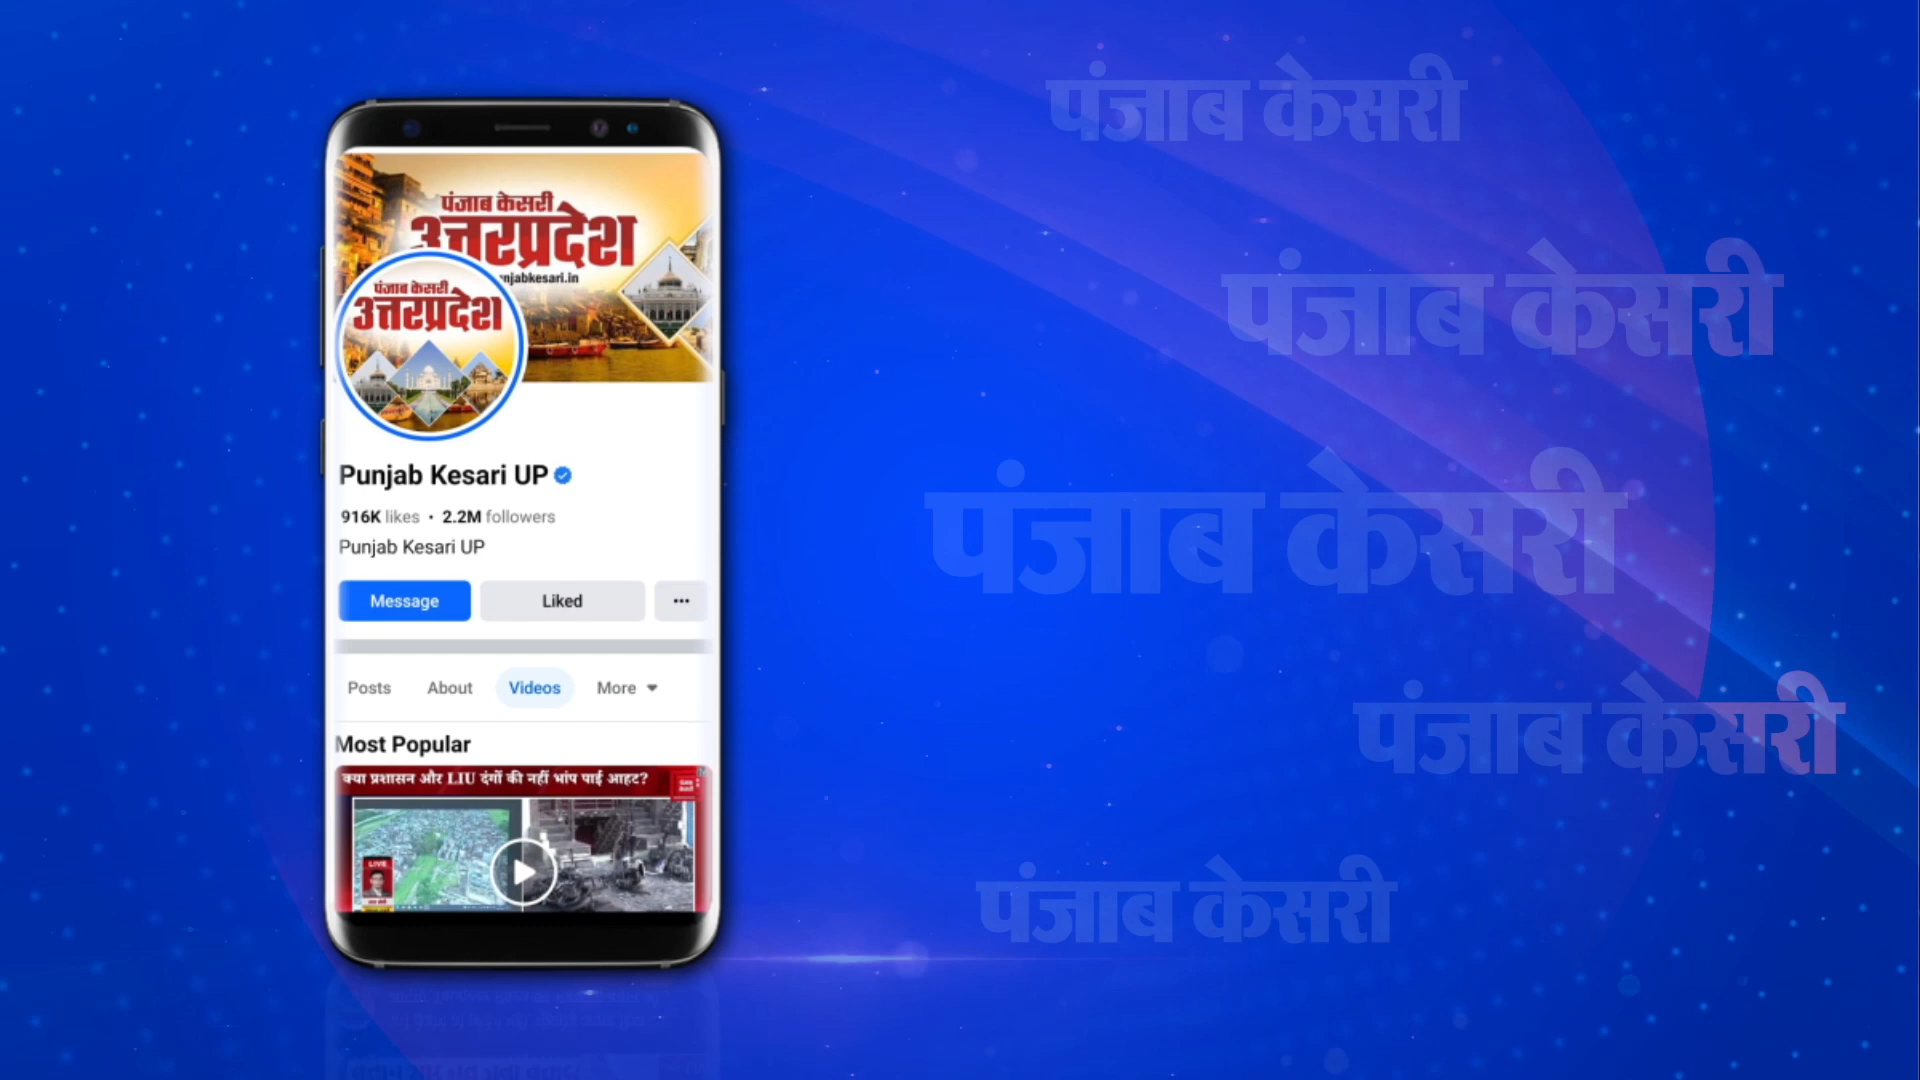 पंजाब केसरी
उत्तरप्रदेश
njabkesari.in
पंजाब केसरी
उत्तरप्रदेश
Punjab Kesari UP
916K likes • 2.2M followers
Punjab Kesari UP
Message
Liked
Posts
About
Videos
More
Most Popular
क्या प्रशासन और LIU दंगों की नहीं भांप पाई आहट?
LIVE
पंजाब केसरी
पंजाब केसरी
पंजाब केसरी
पंजाब केसरी
पंजाब केसरी